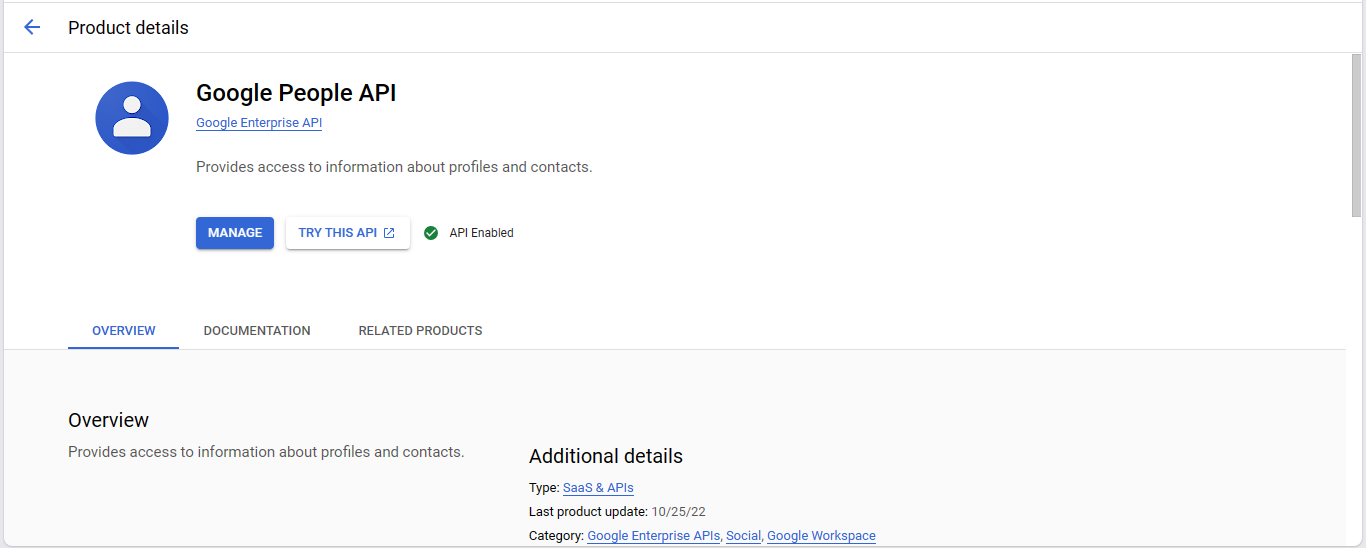 Product details
Google People API
Google Enterprise API
Provides access to information about profiles and contacts.
MANAGE TRY THIS API API Enabled
OVERVIEW DOCUMENTATION RELATED PRODUCTS
Overview
Provides access to information about profiles and contacts.
Additional details
Type: SaaS & APIs
Last product update: 10/25/22
Category: Google Enterprise APIs, Social, Google Workspace